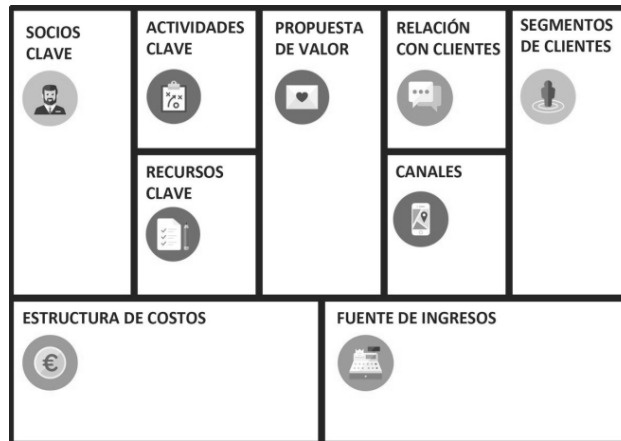 SOCIOS
CLAVE
ACTIVIDADES
CLAVE
PROPUESTA
DE VALOR
RELACIÓN
CON CLIENTES
SEGMENTOS
DE CLIENTES
RECURSOS
CLAVE
CANALES
ESTRUCTURA DE COSTOS
€
FUENTE DE INGRESOS